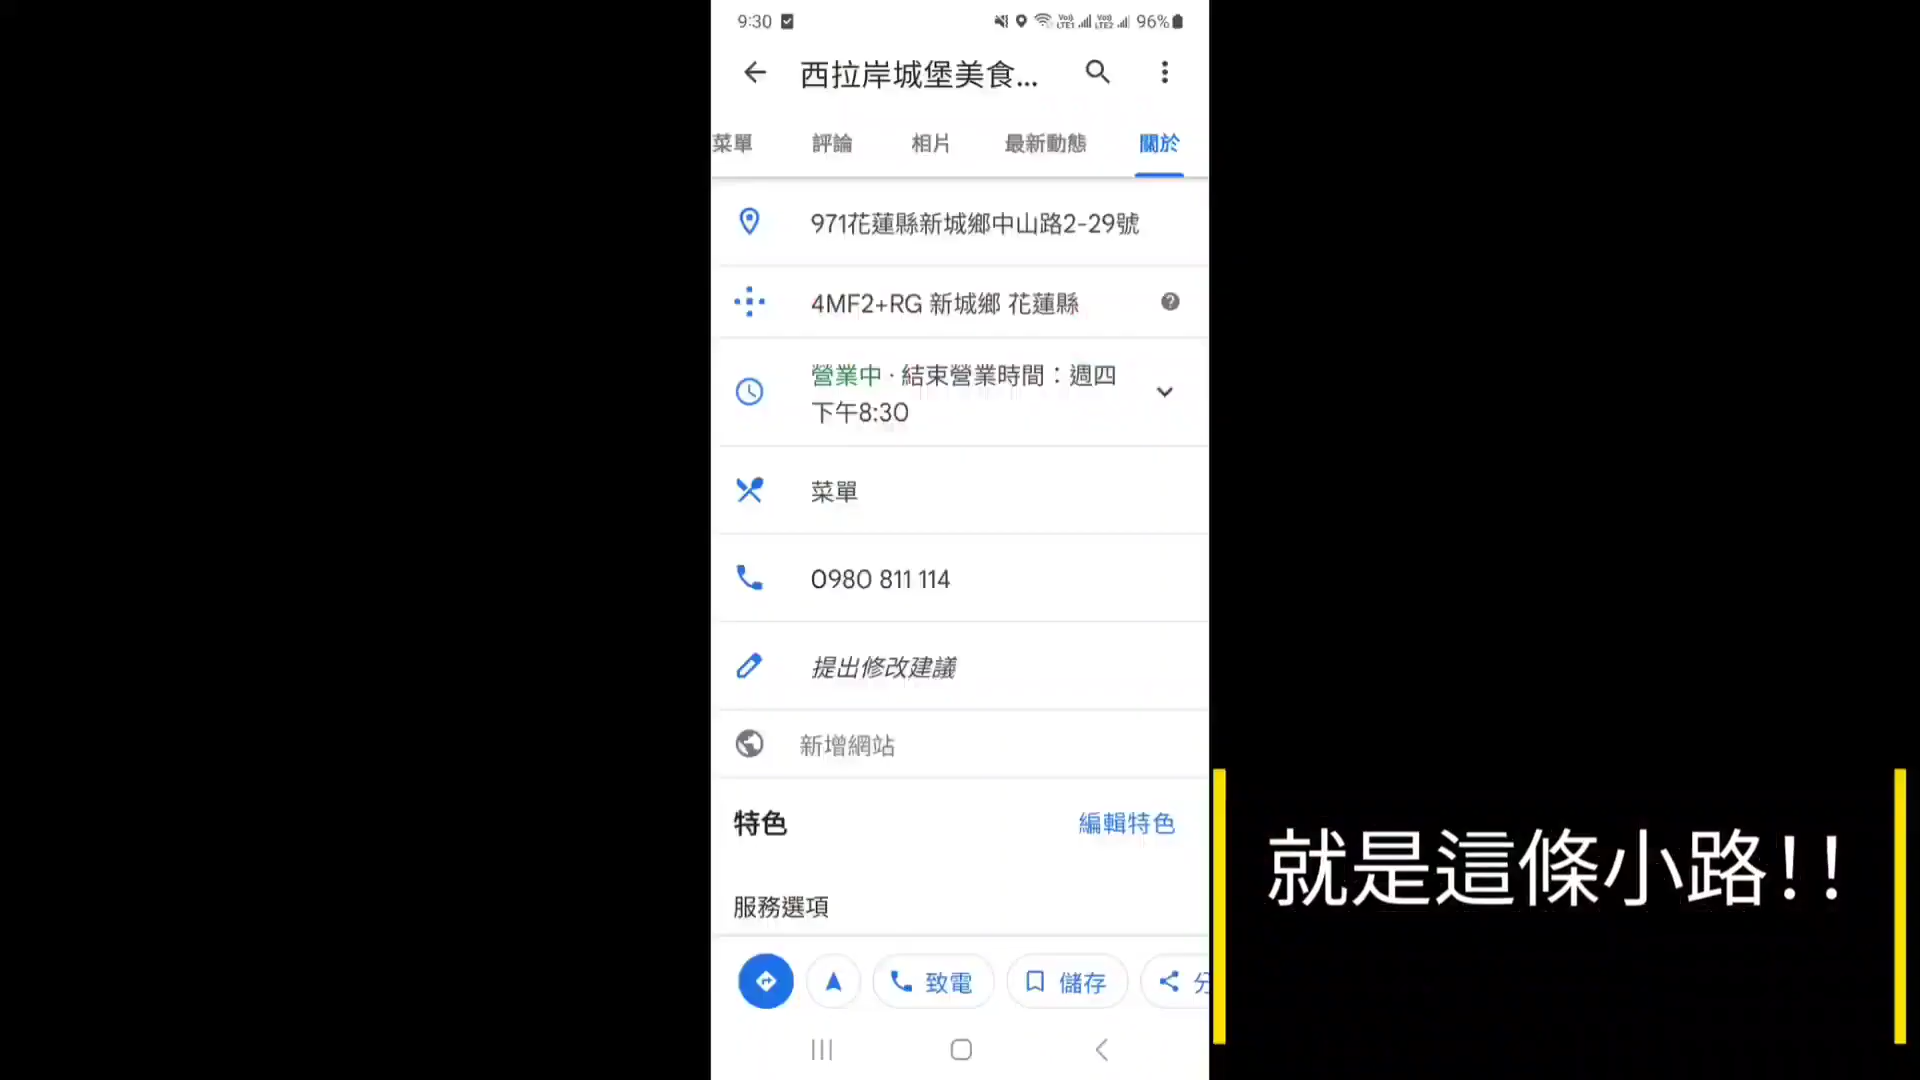 9:30
96%
西拉岸城堡美食...
菜單 評論 相片 最新動態 關於
971花蓮縣新城鄉中山路2-29號
4MF2+RG 新城鄉 花蓮縣
營業中 · 結束營業時間：週四
下午8:30
菜單
0980 811 114
提出修改建議
新增網站
特色 編輯特色
服務選項
致電 儲存 分
就是這條小路!!